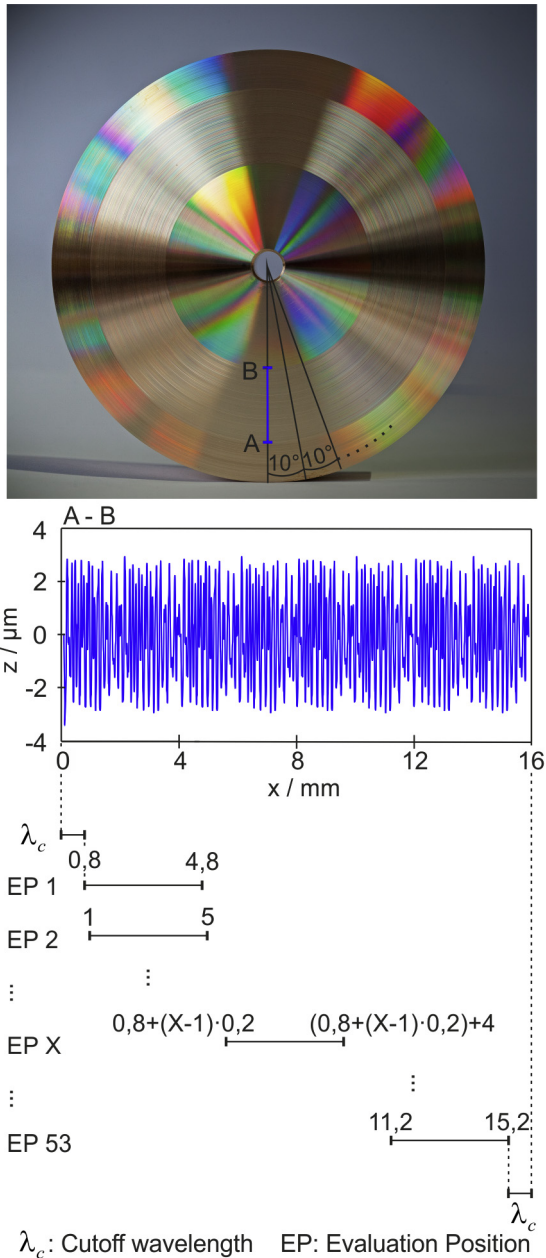 B
A
10° 10°
A - B
4
2
0
-2
-4
z / µm
0 4 8 12 16
x / mm
λc
0,8 4,8
EP 1
1 5
EP 2
⋮
⋮
0,8+(X-1)·0,2 (0,8+(X-1)·0,2)+4
EP X
⋮
⋮
11,2 15,2
EP 53
λc
λc: Cutoff wavelength EP: Evaluation Position